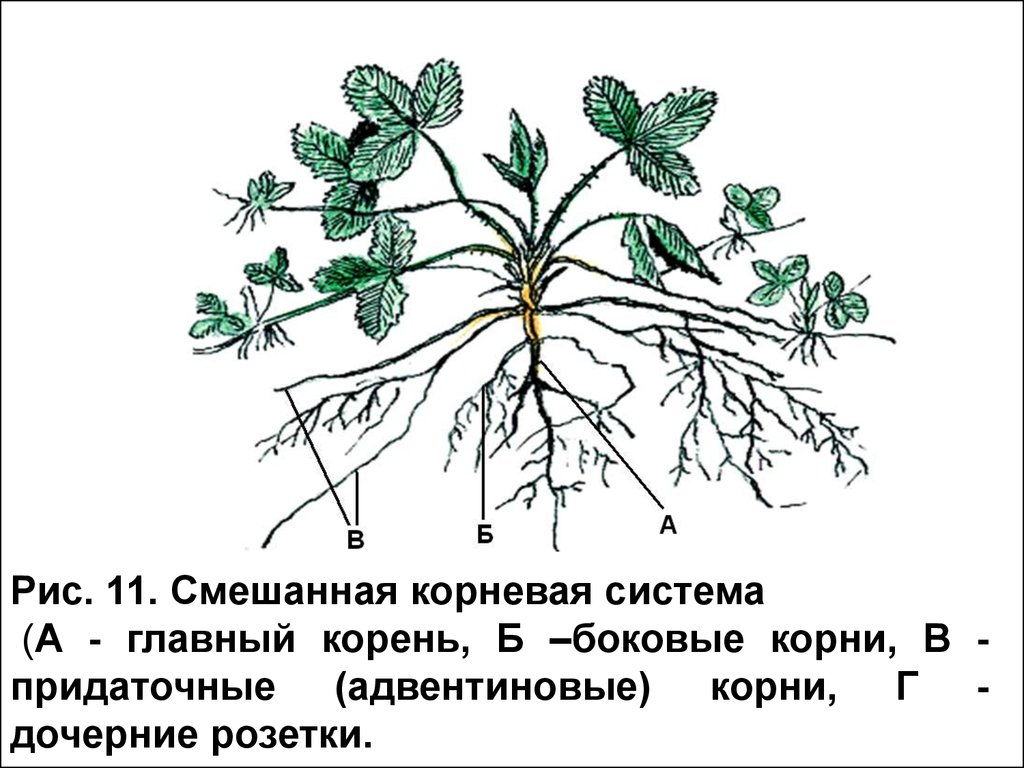 В Б А
Рис. 11. Смешанная корневая система
(А - главный корень, Б –боковые корни, В -
придаточные (адвентиновые) корни, Г -
дочерние розетки.